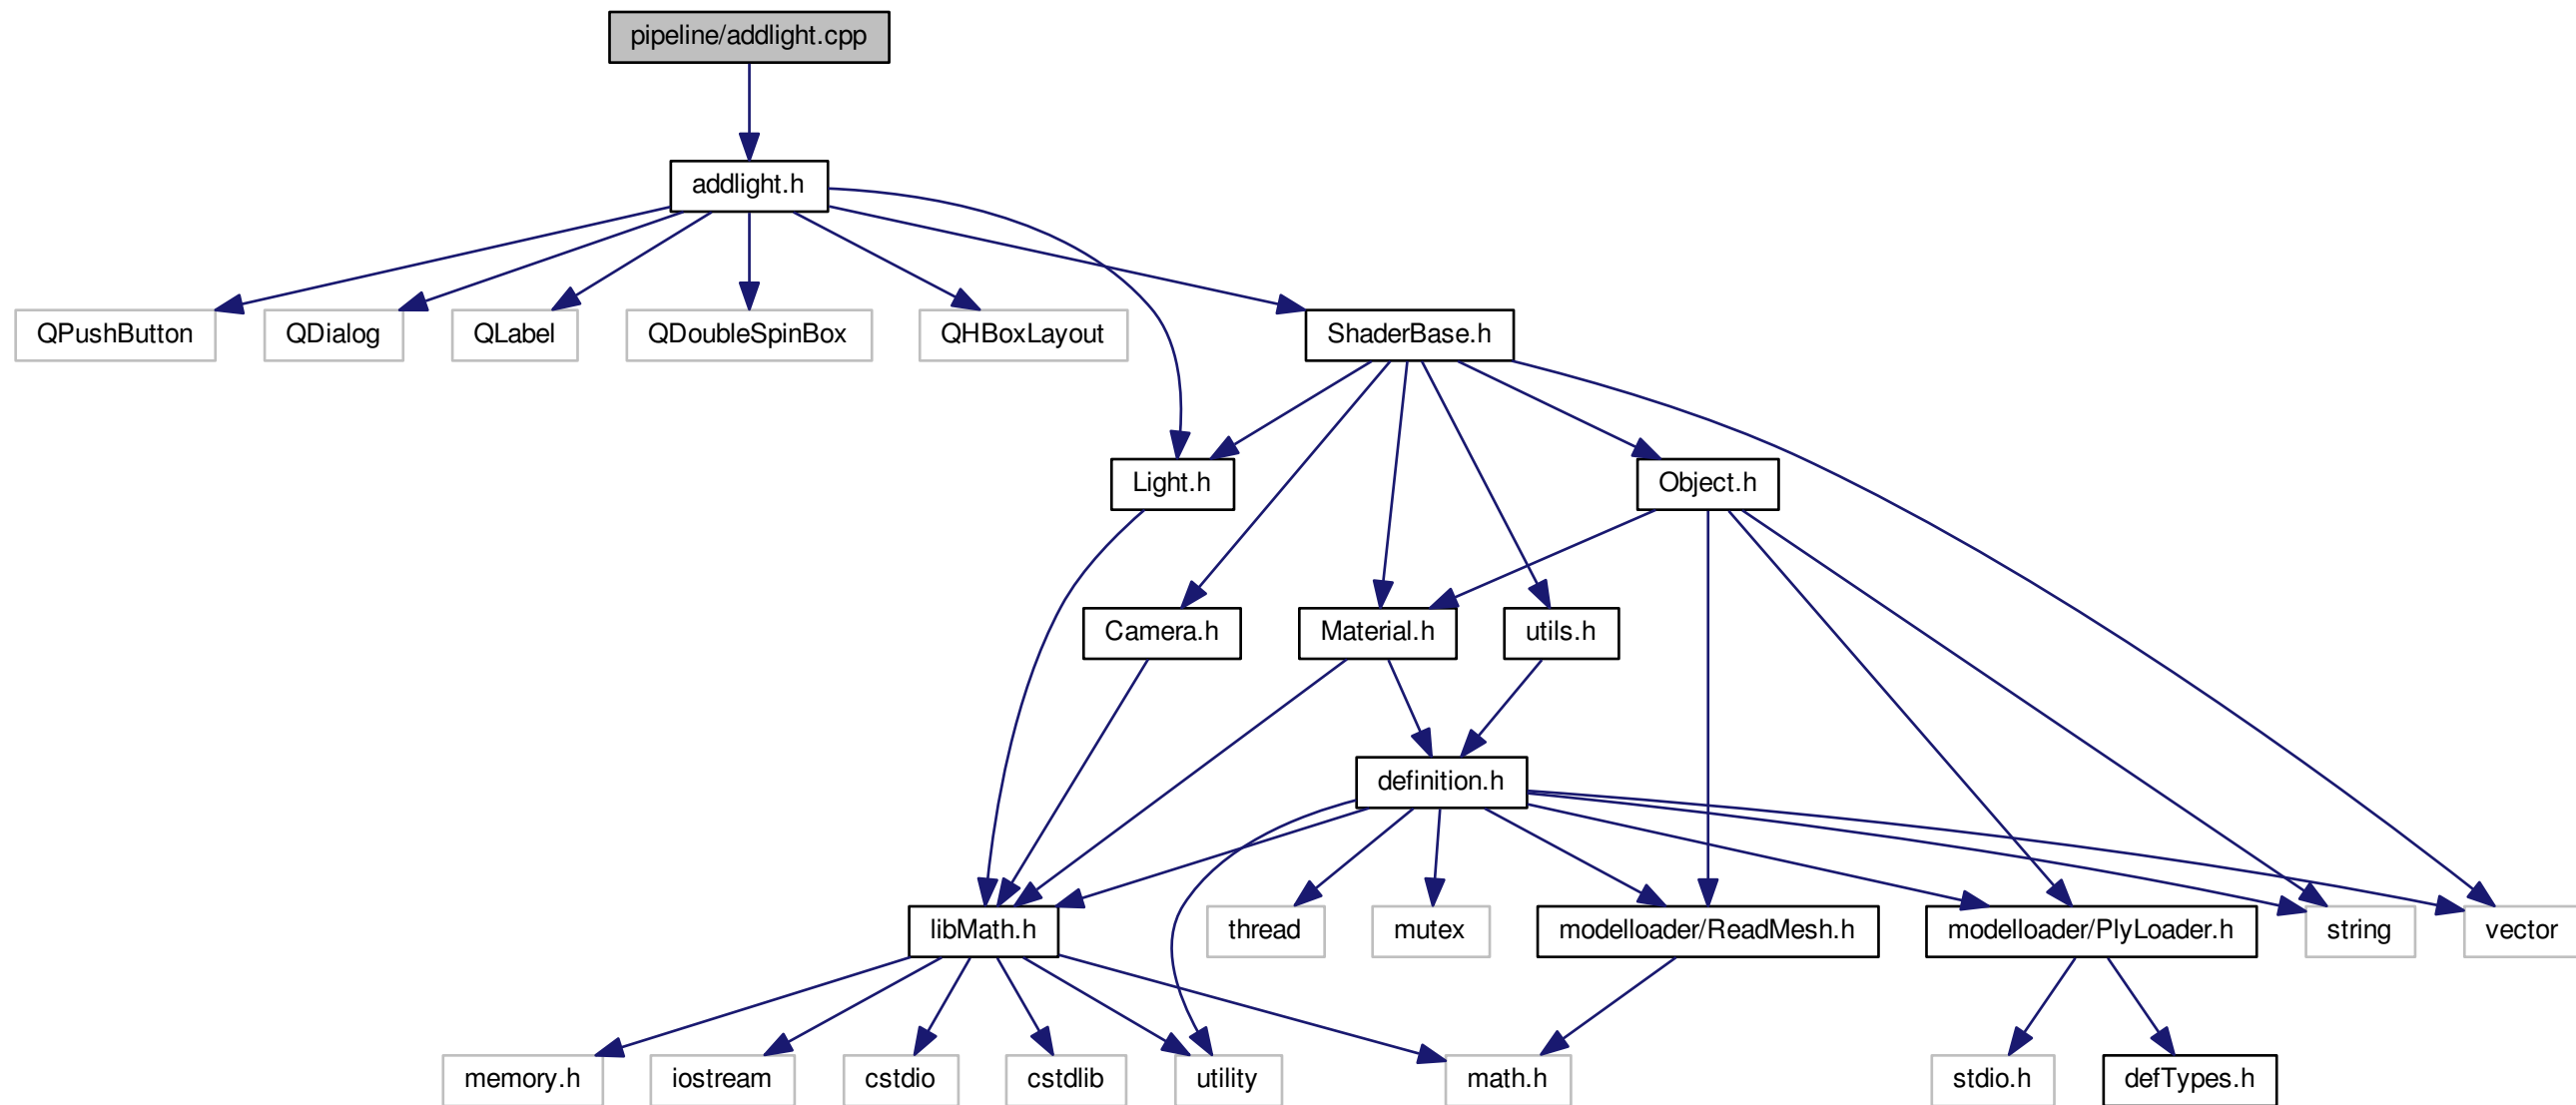 pipeline/addlight.cpp
addlight.h
QPushButton
QDialog
QLabel
QDoubleSpinBox
QHBoxLayout
ShaderBase.h
Light.h
Object.h
Camera.h
Material.h
utils.h
definition.h
libMath.h
thread
mutex
modelloader/ReadMesh.h
modelloader/PlyLoader.h
string
vector
memory.h
iostream
cstdio
cstdlib
utility
math.h
stdio.h
defTypes.h